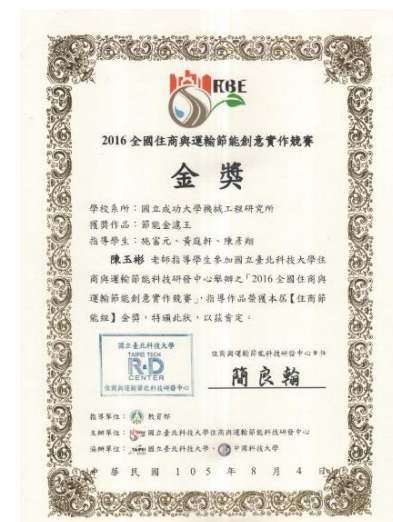 RBE
2016 全國住商與運輸節能創意實作競賽
金獎
學校系所：國立成功大學機械工程研究所
獲獎作品：節能金濾王
指導學生：施富元、黃庭軒、陳彥翔
陳玉彬 老師指導學生參加國立臺北科技大學住
商與運輸節能科技研發中心舉辦之「2016 全國住商與
運輸節能創意實作競賽」，指導作品榮獲本屆【住商節
能組】金獎，特頒此狀，以茲肯定。
國立臺北科技大學
TAIPEI TECH
R&D
CENTER
住商與運輸節能科技研發中心
住商與運輸節能科技研發中心主任
簡良翰
指導單位：教育部
主辦單位：國立臺北科技大學住商與運輸節能科技研發中心
協辦單位：國立臺北科技大學、中國科技大學
中華民國 105 年 8 月 4 日